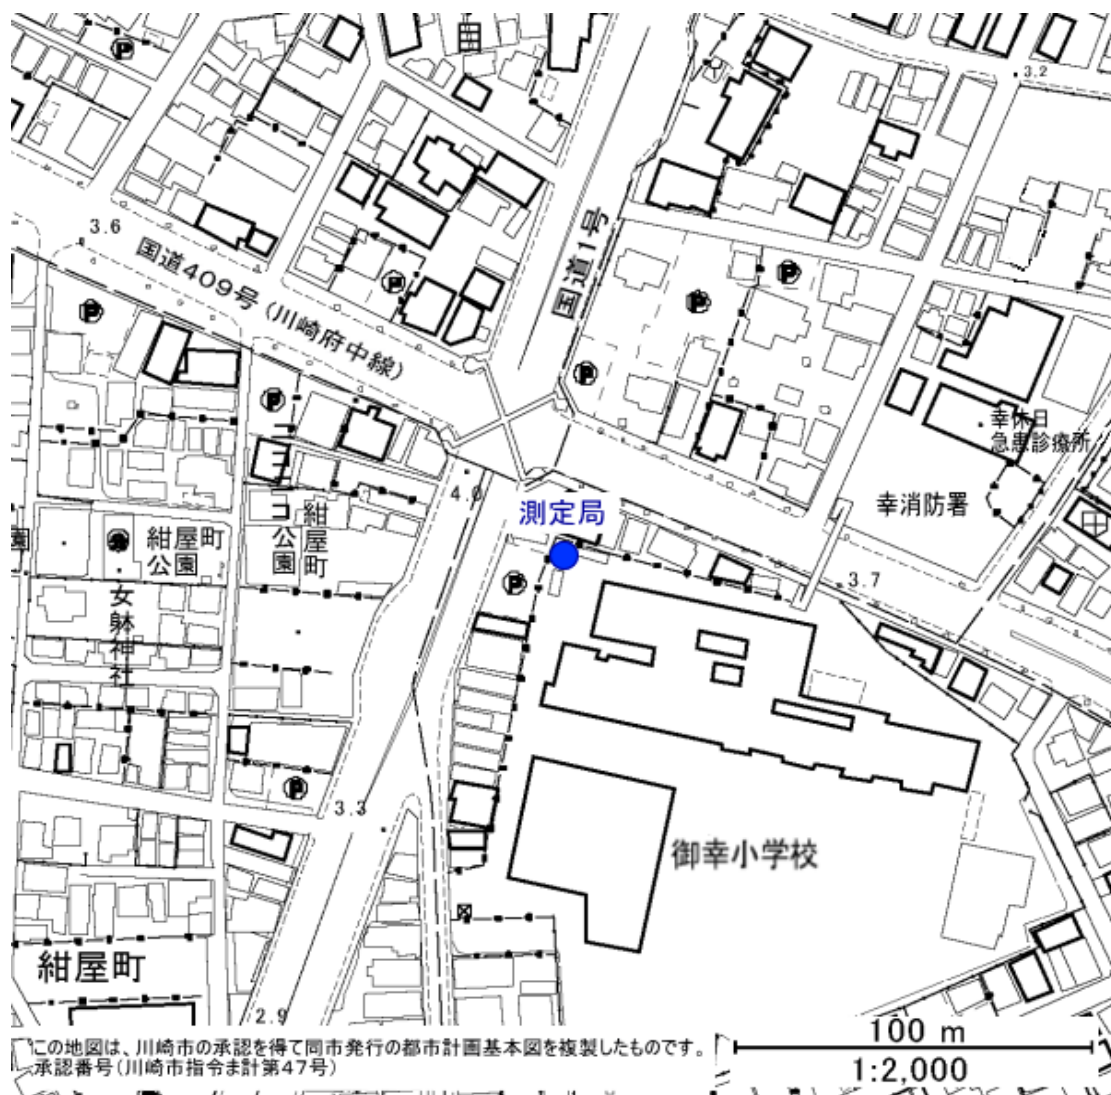 3.2
3.6
国道409号(川崎府中線)
国道1号
幸休日
急患診療所
幸消防署
4.0
測定局
紺屋町
公園
紺屋町
公園
女躰神社
3.7
3.3
御幸小学校
紺屋町
2.9
この地図は、川崎市の承認を得て同市発行の都市計画基本図を複製したものです。
承認番号(川崎市指令ま計第47号)
100 m
1:2,000